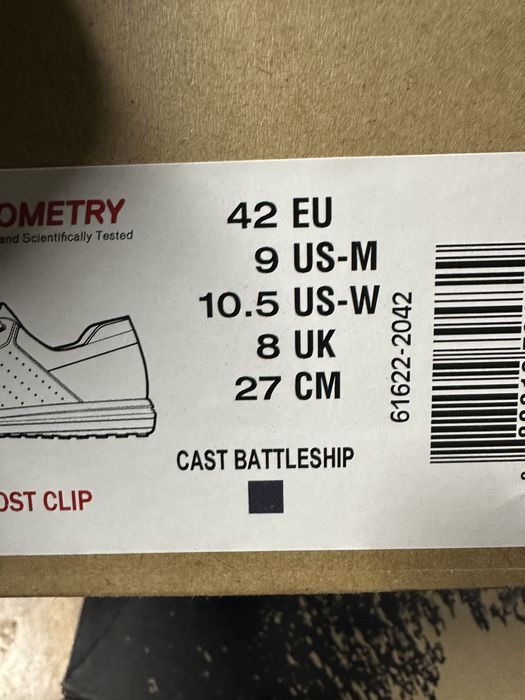 OMETRY
and Scientifically Tested
42 EU
9 US-M
10.5 US-W
8 UK
27 CM
61622-2042
CAST BATTLESHIP
OST CLIP